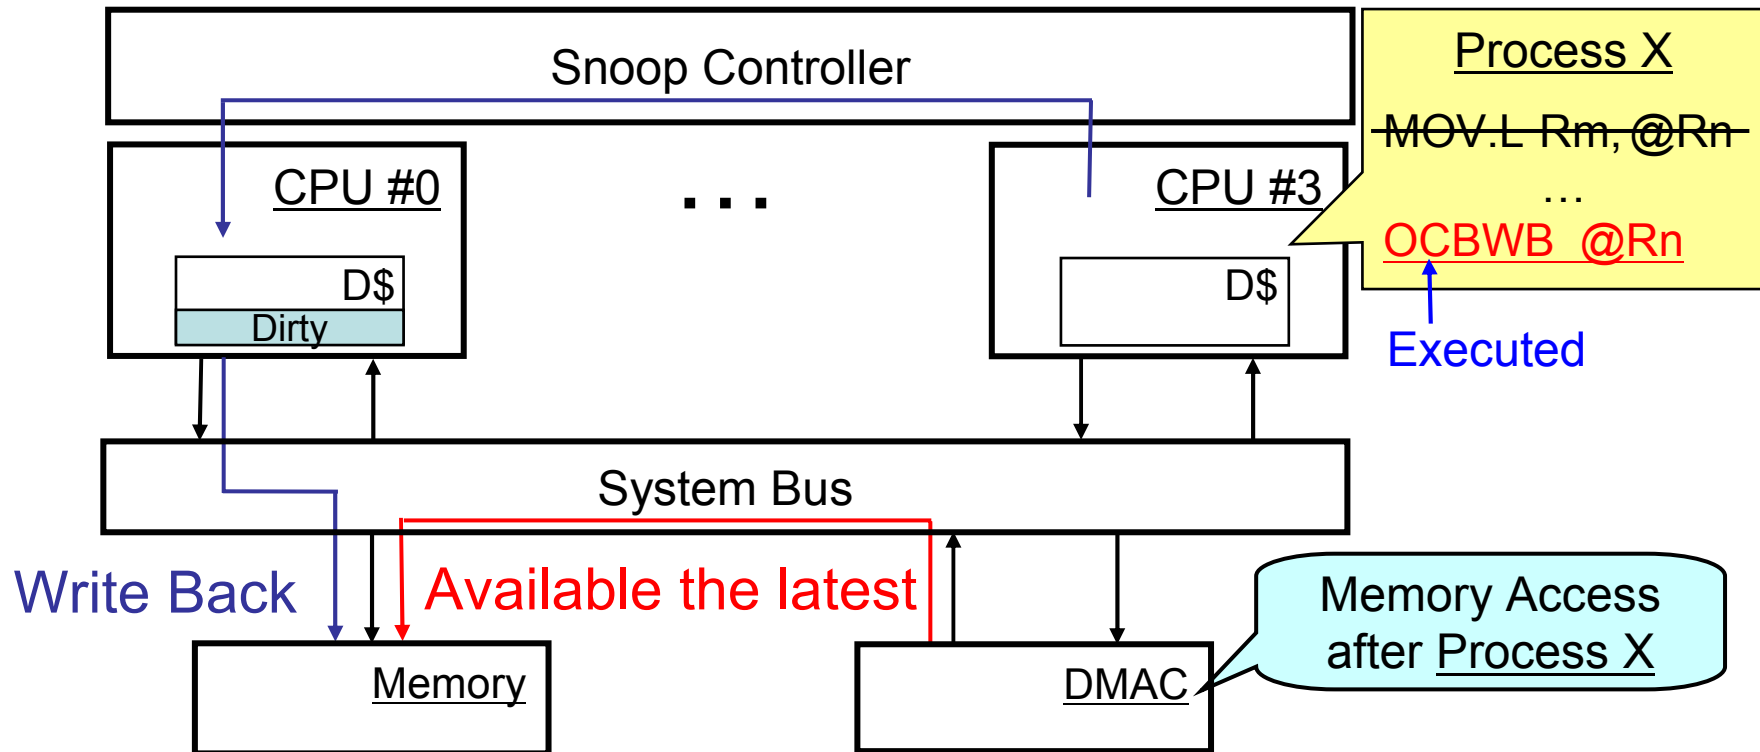 Snoop Controller
Process X
MOV.L Rm, @Rn
...
OCBWB @Rn
Executed
CPU #0
...
CPU #3
D$
Dirty
D$
System Bus
Write Back
Available the latest
Memory Access
after Process X
Memory
DMAC